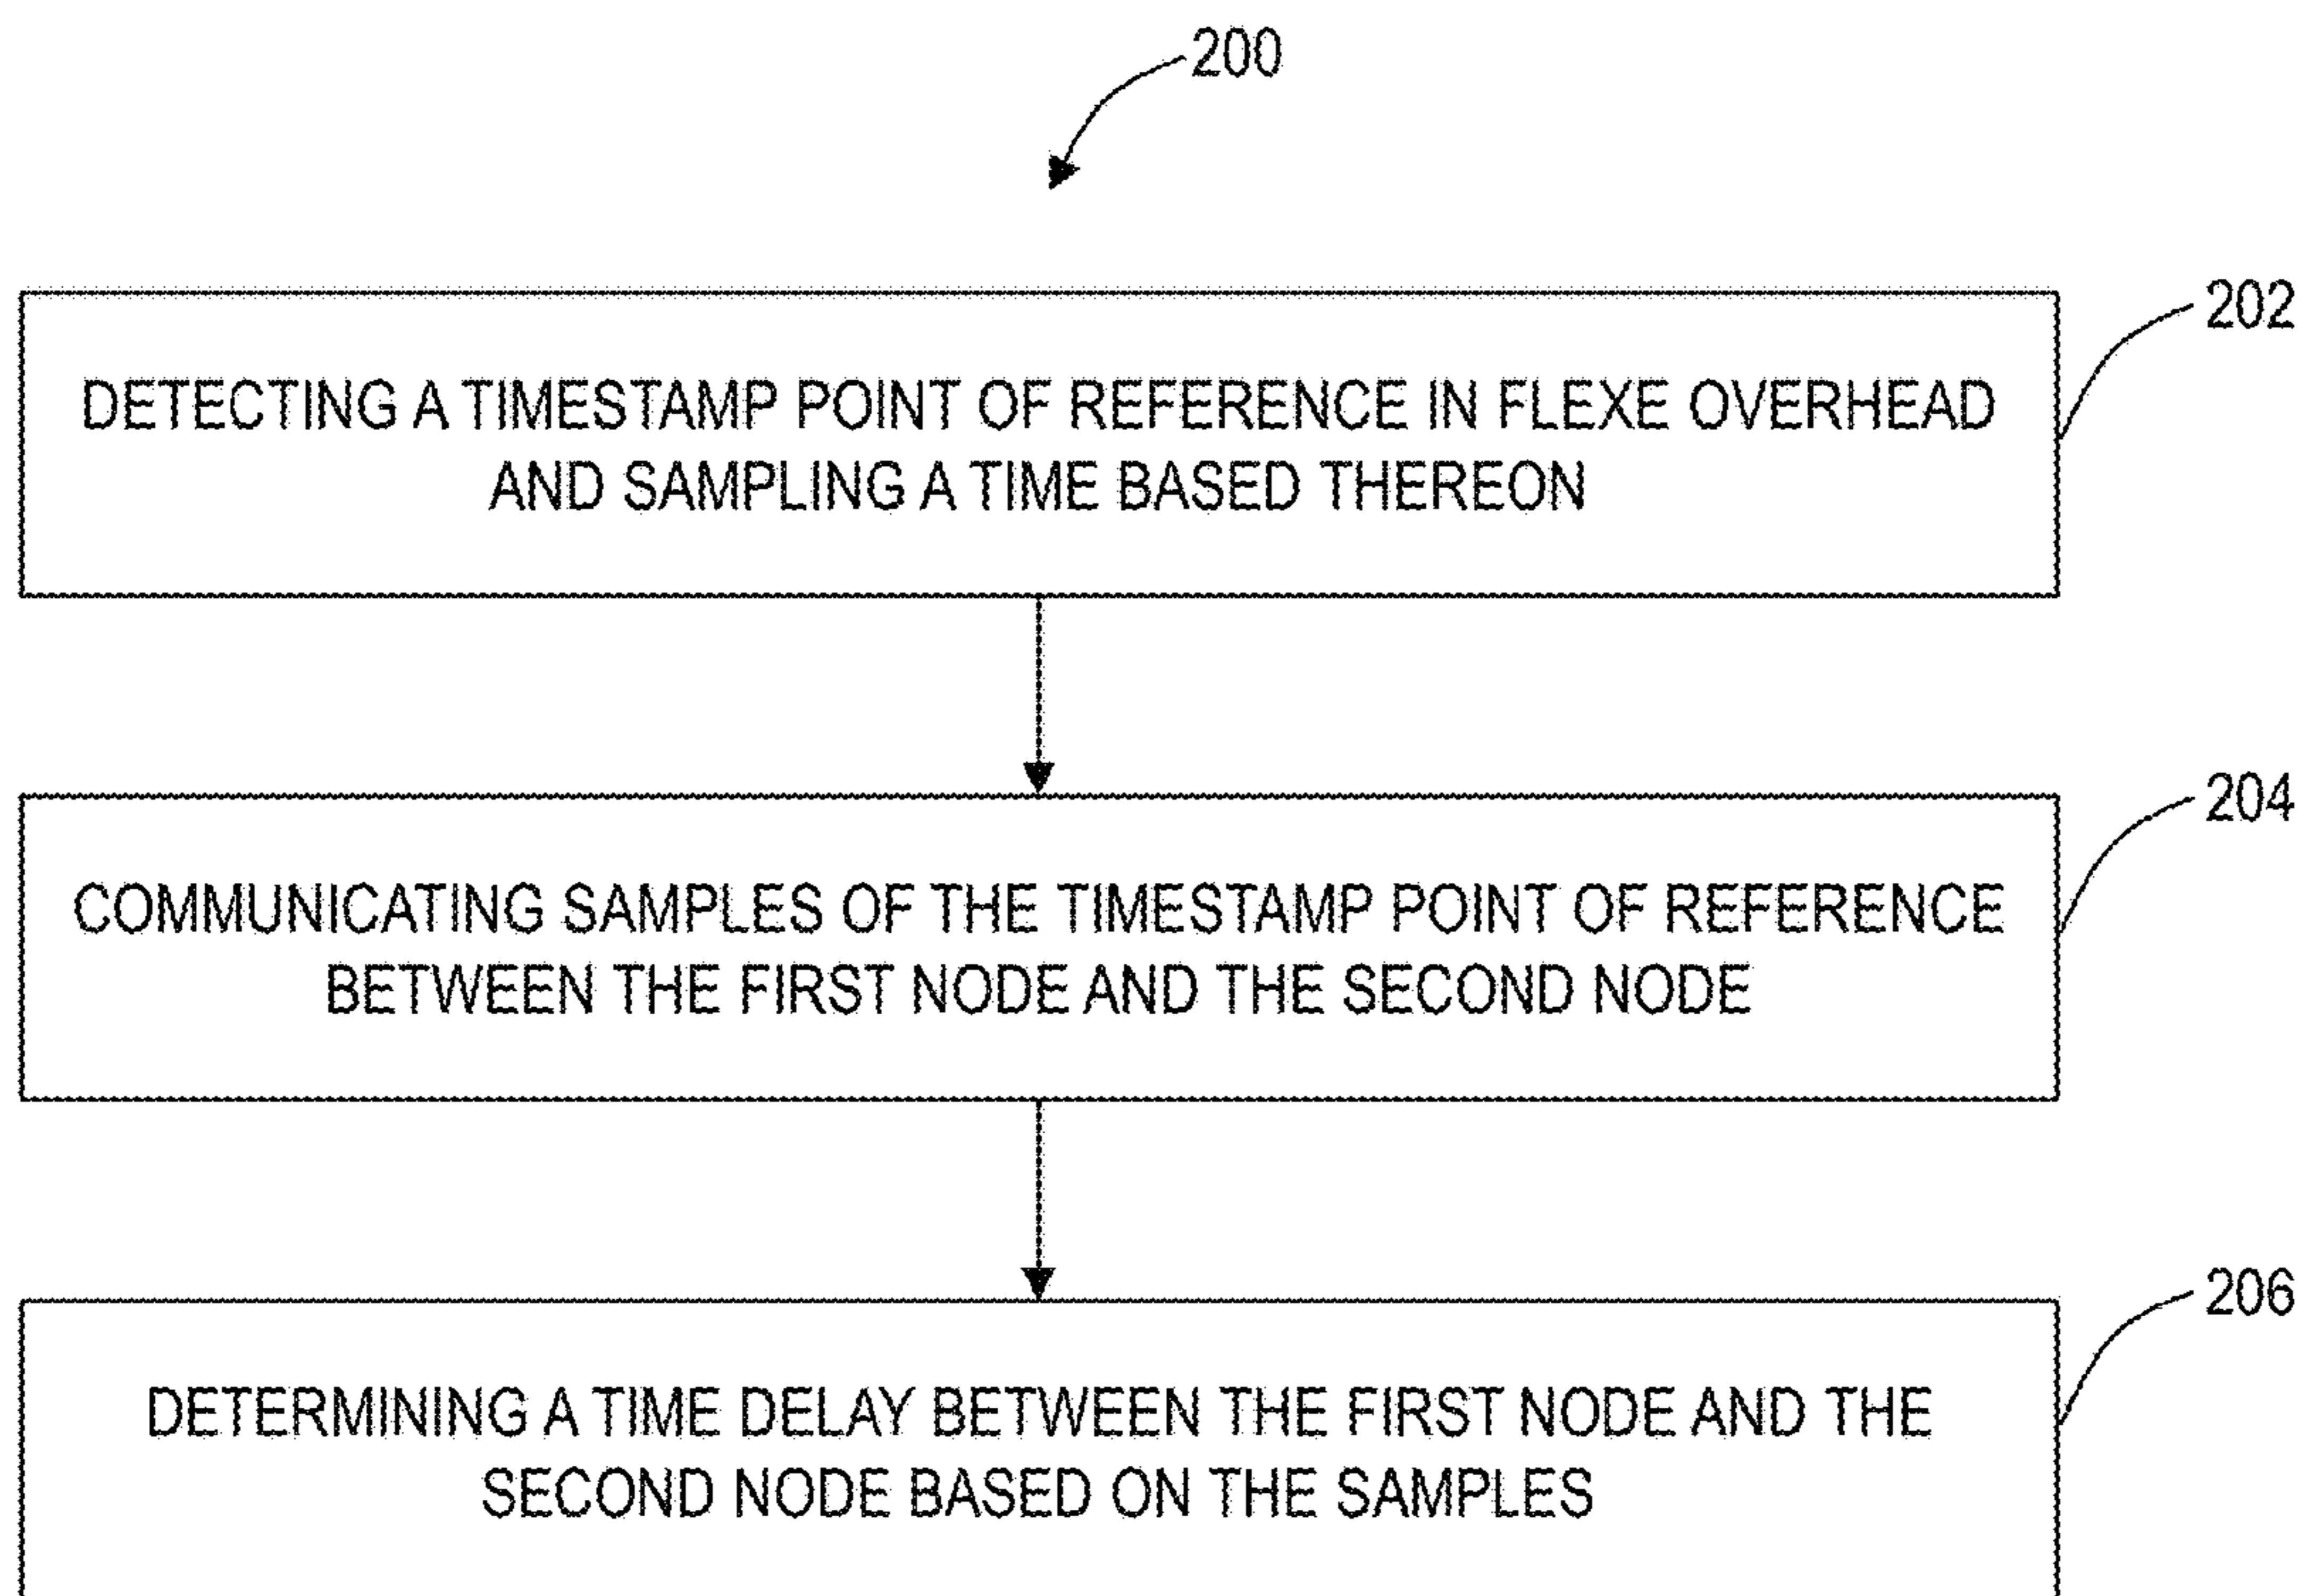 200
202
DETECTING A TIMESTAMP POINT OF REFERENCE IN FLEXE OVERHEAD
AND SAMPLING A TIME BASED THEREON
204
COMMUNICATING SAMPLES OF THE TIMESTAMP POINT OF REFERENCE
BETWEEN THE FIRST NODE AND THE SECOND NODE
206
DETERMINING A TIME DELAY BETWEEN THE FIRST NODE AND THE
SECOND NODE BASED ON THE SAMPLES